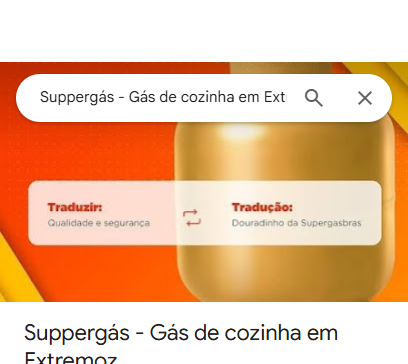 Suppergás - Gás de cozinha em Ext
Traduzir:
Qualidade e segurança
Tradução:
Douradinho da Supergasbras
Suppergás - Gás de cozinha em
Extremoz